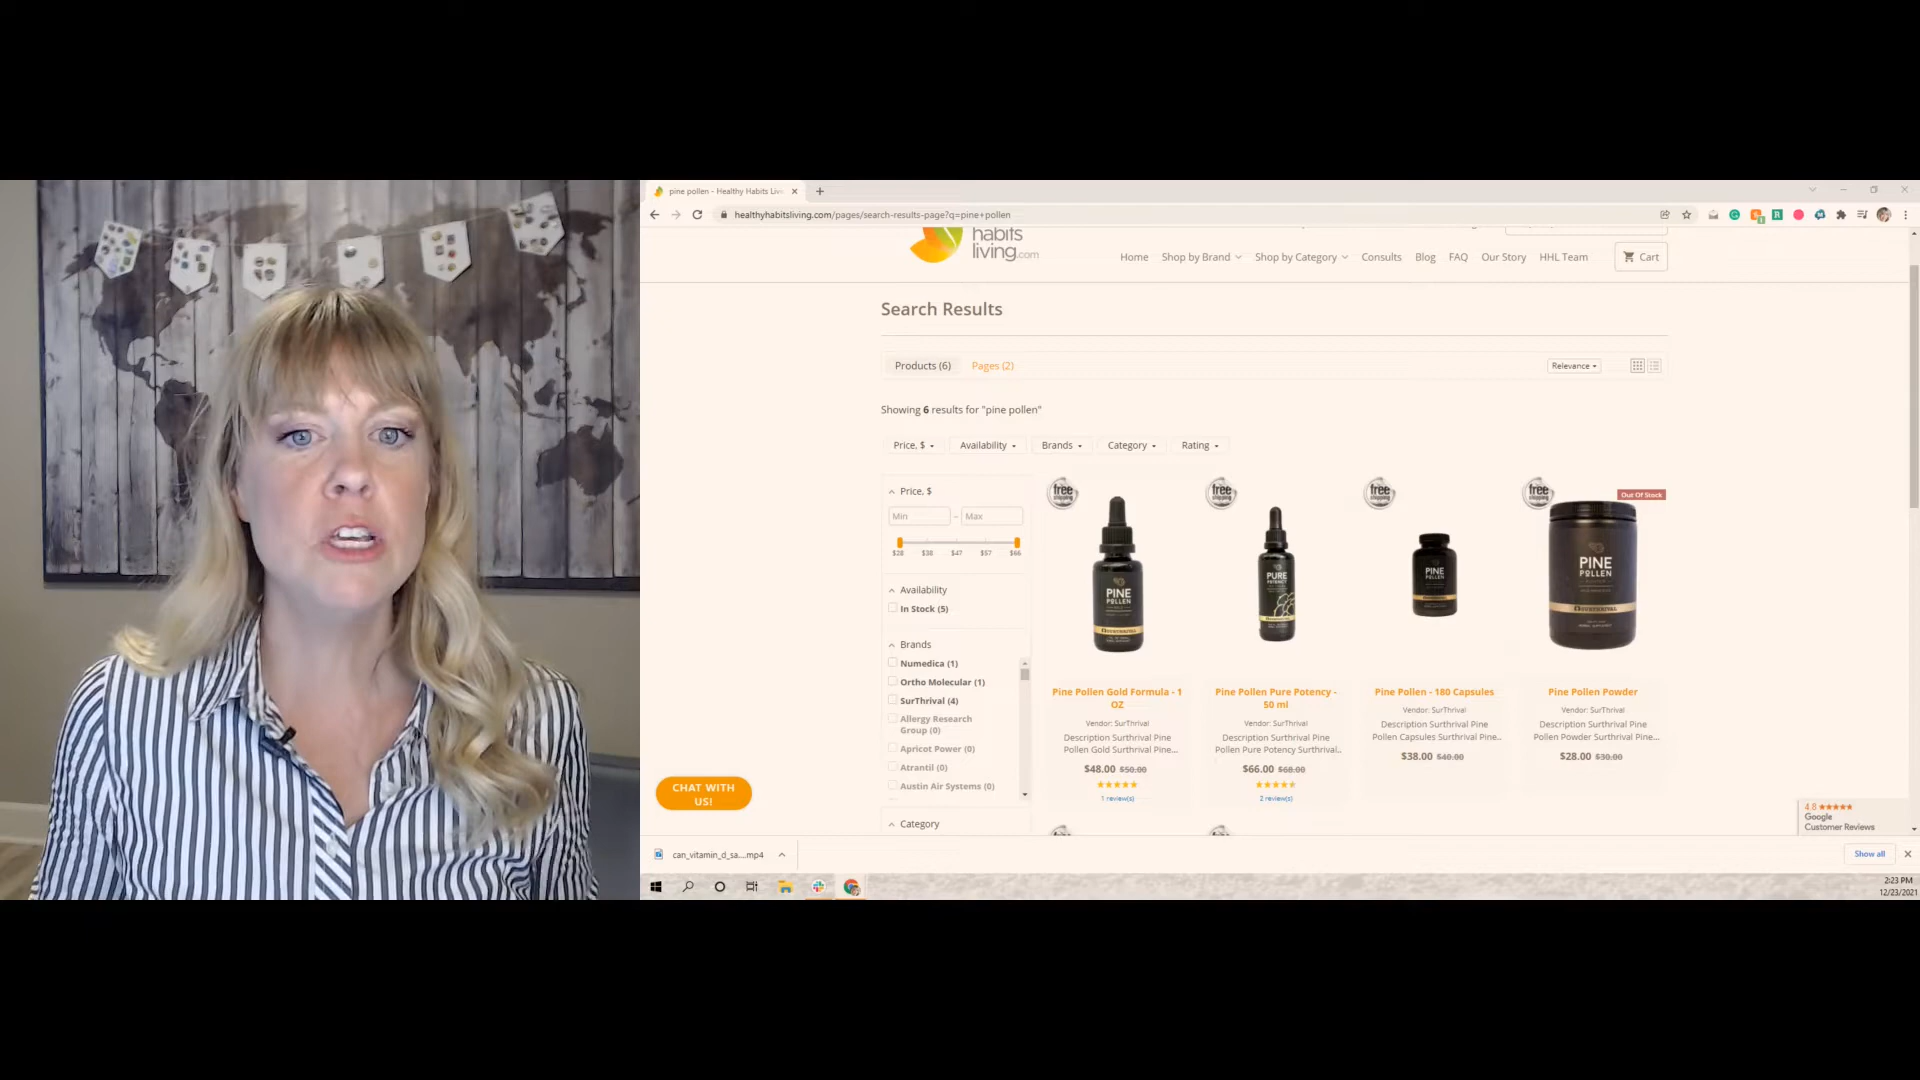 pine pollen - Healthy Habits Livi
healthyhabitsliving.com/pages/search-results-page?q=pine+pollen
habits
living.com
Home Shop by Brand Shop by Category Consults Blog FAQ Our Story HHL Team Cart
Search Results
Products (6) Pages (2) Relevance
Showing 6 results for "pine pollen"
Price, $ Availability Brands Category Rating
Price, $
Min - Max
$28 $38 $47 $57 $66
Availability
In Stock (5)
Brands
Numedica (1)
Ortho Molecular (1)
SurThrival (4)
Allergy Research
Group (0)
Apricot Power (0)
Atrantil (0)
Austin Air Systems (0)
Category
free
shipping
PINE
POLLEN
SURTHRIVAL
Pine Pollen Gold Formula - 1
OZ
Vendor: SurThrival
Description Surthrival Pine
Pollen Gold Surthrival Pine...
$48.00 $50.00
1 review(s)
free
shipping
PURE
POTENCY
Pine Pollen Pure Potency -
50 ml
Vendor: SurThrival
Description Surthrival Pine
Pollen Pure Potency Surthrival...
$66.00 $68.00
2 review(s)
free
shipping
PINE
POLLEN
Pine Pollen - 180 Capsules
Vendor: SurThrival
Description Surthrival Pine
Pollen Capsules Surthrival Pine...
$38.00 $40.00
free
shipping
Out Of Stock
PINE
POLLEN
SURTHRIVAL
Pine Pollen Powder
Vendor: SurThrival
Description Surthrival Pine
Pollen Powder Surthrival Pine...
$28.00 $30.00
CHAT WITH
US!
4.8
Google
Customer Reviews
can_vitamin_d_sa....mp4
Show all
2:23 PM
12/23/2021